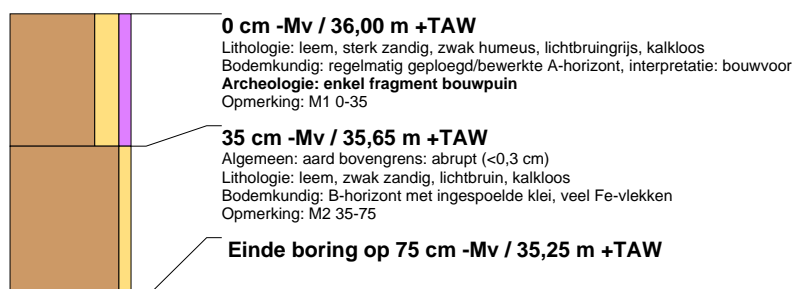 0 cm -Mv / 36,00 m +TAW
Lithologie: leem, sterk zandig, zwak humeus, lichtbruingrijs, kalkloos
Bodemkundig: regelmatig geploegd/bewerkte A-horizont, interpretatie: bouwvoor
Archeologie: enkel fragment bouwpuin
Opmerking: M1 0-35
35 cm -Mv / 35,65 m +TAW
Algemeen: aard bovengrens: abrupt (<0,3 cm)
Lithologie: leem, zwak zandig, lichtbruin, kalkloos
Bodemkundig: B-horizont met ingespoelde klei, veel Fe-vlekken
Opmerking: M2 35-75
Einde boring op 75 cm -Mv / 35,25 m +TAW